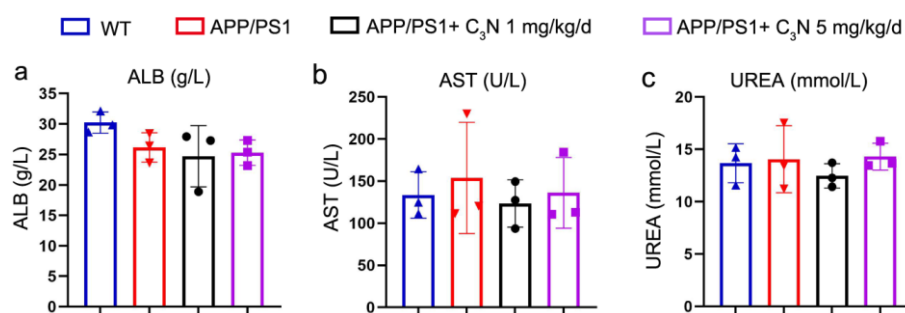 WT APP/PS1 APP/PS1+ C₃N 1 mg/kg/d APP/PS1+ C₃N 5 mg/kg/d
a
ALB (g/L)
ALB (g/L)
35
30
25
20
15
10
5
0
b
AST (U/L)
AST (U/L)
250
200
150
100
50
0
c
UREA (mmol/L)
UREA (mmol/L)
20
15
10
5
0